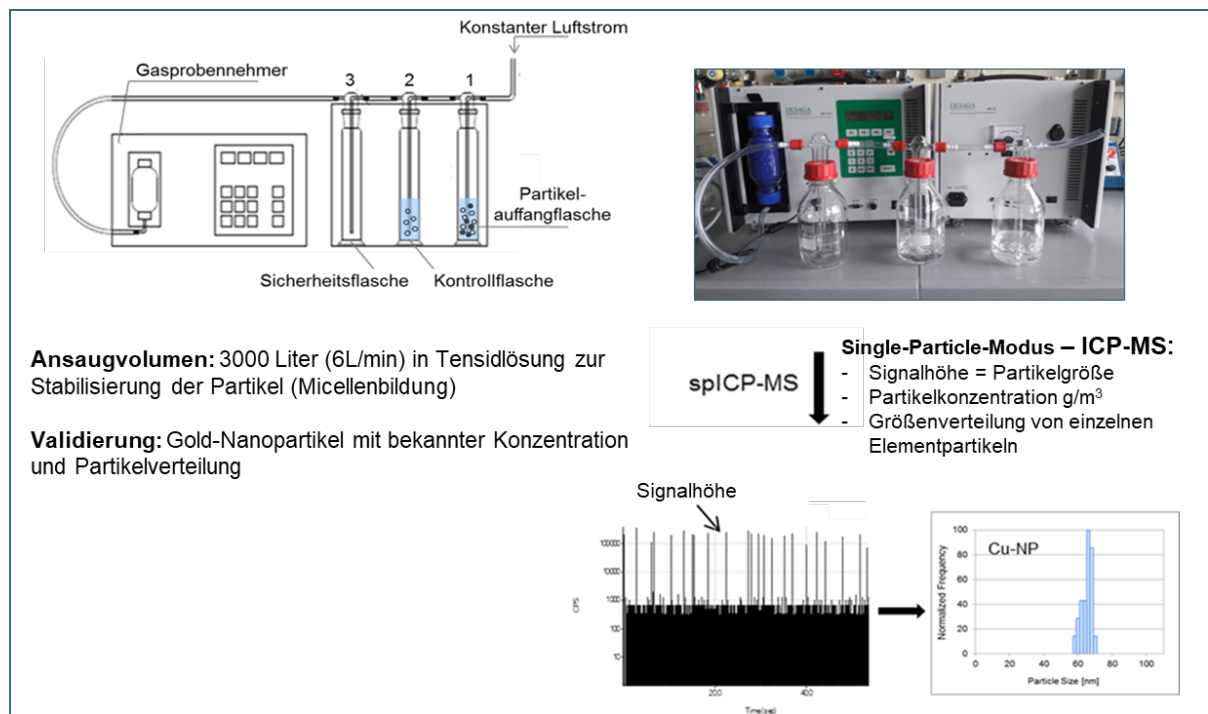 Konstanter Luftstrom
Gasprobennehmer
3 2 1
Partikel-
auffangflasche
Sicherheitsflasche Kontrollflasche
DESAGA
DESAGA
Ansaugvolumen: 3000 Liter (6L/min) in Tensidlösung zur
Stabilisierung der Partikel (Micellenbildung)
Validierung: Gold-Nanopartikel mit bekannter Konzentration
und Partikelverteilung
spICP-MS
Single-Particle-Modus – ICP-MS:
- Signalhöhe = Partikelgröße
- Partikelkonzentration g/m³
- Größenverteilung von einzelnen
Elementpartikeln
Signalhöhe
CPS
100000
10000
1000
100
10
200 400
Time(sec)
Cu-NP
Normalized Frequency
100
80
60
40
20
0
0 20 40 60 80 100
Particle Size [nm]